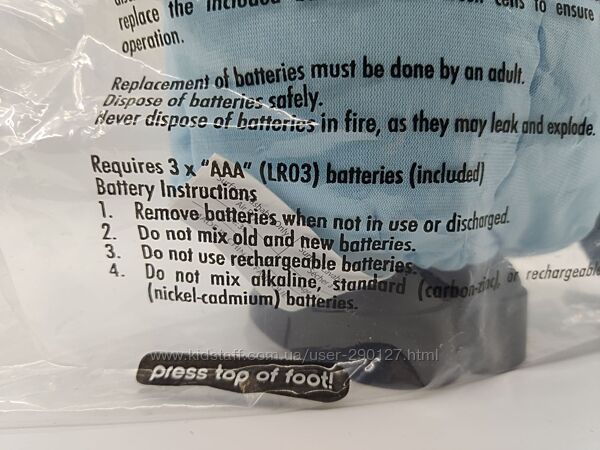 replace the included
to ensure
operation.
Replacement of batteries must be done by an adult.
Dispose of batteries safely.
Never dispose of batteries in fire, as they may leak and explode.
Requires 3 x "AAA" (LR03) batteries (included)
Battery Instructions
1. Remove batteries when not in use or discharged.
2. Do not mix old and new batteries.
3. Do not use rechargeable batteries.
4. Do not mix alkaline, standard (carbon-zinc), or rechargeable
(nickel-cadmium) batteries.
www.kidstaff.com.ua/user-290127.html
press top of foot!